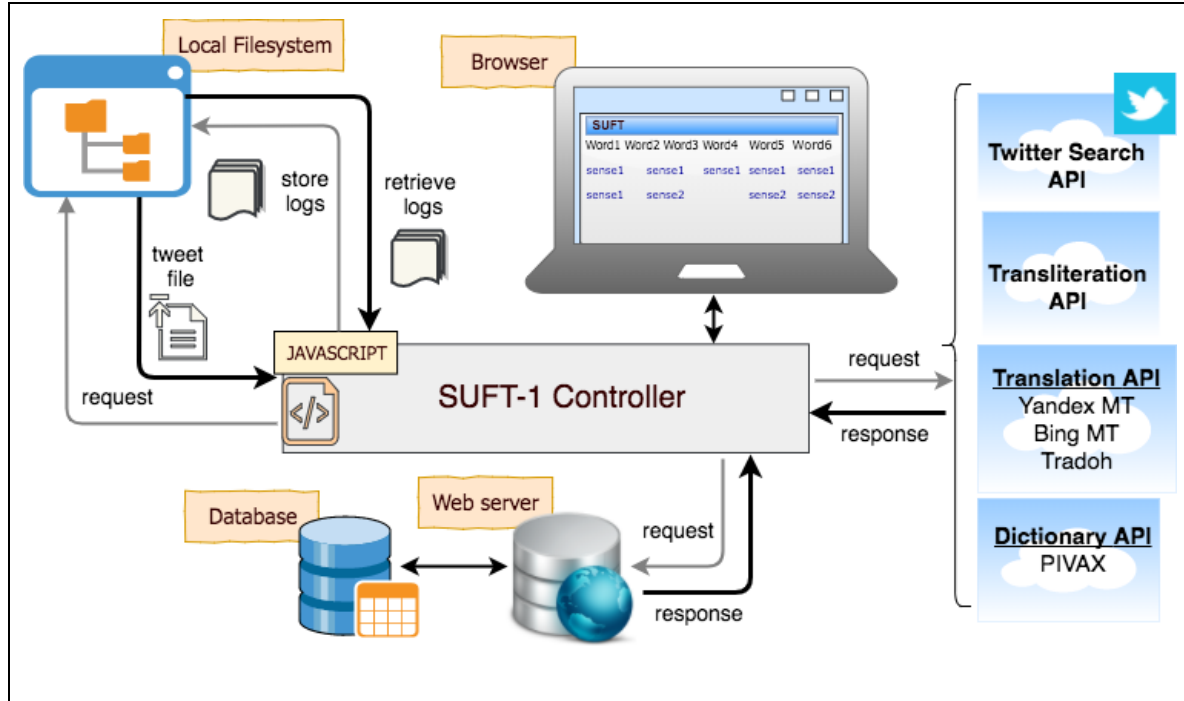 Local Filesystem
Browser
SUFT
Word1 Word2 Word3 Word4 Word5 Word6
sense1 sense1 sense1 sense1 sense1
sense1 sense2 sense2 sense2
Twitter Search
API
Transliteration
API
Translation API
Yandex MT
Bing MT
Tradoh
Dictionary API
PIVAX
store
logs
retrieve
logs
tweet
file
request
JAVASCRIPT
</>
SUFT-1 Controller
request
response
Database
Web server
request
response